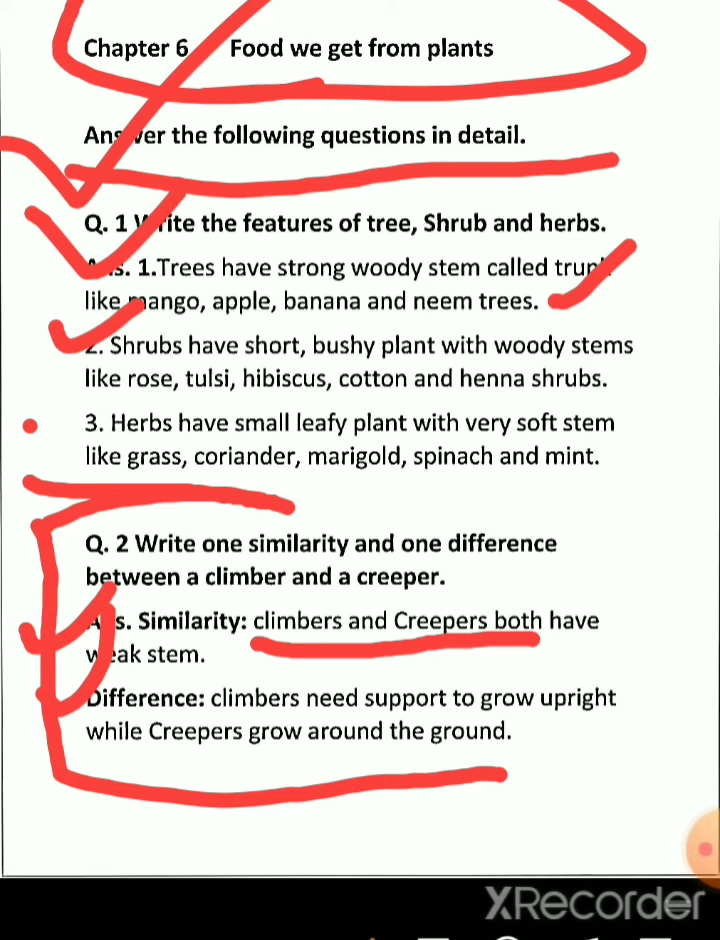 Chapter 6 Food we get from plants
Answer the following questions in detail.
Q. 1 Write the features of tree, Shrub and herbs.
Ans. 1.Trees have strong woody stem called trunk
like mango, apple, banana and neem trees.
2. Shrubs have short, bushy plant with woody stems
like rose, tulsi, hibiscus, cotton and henna shrubs.
3. Herbs have small leafy plant with very soft stem
like grass, coriander, marigold, spinach and mint.
Q. 2 Write one similarity and one difference
between a climber and a creeper.
Ans. Similarity: climbers and Creepers both have
weak stem.
Difference: climbers need support to grow upright
while Creepers grow around the ground.
XRecorder